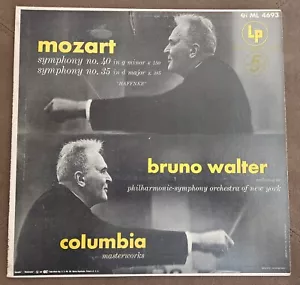 ML 4693
Lp
mozart
symphony no. 40 in g minor k 550
symphony no. 35 in d major k 385
"HAFFNER"
bruno walter
conducting the
philharmonic-symphony orchestra of new york
columbia
masterworks